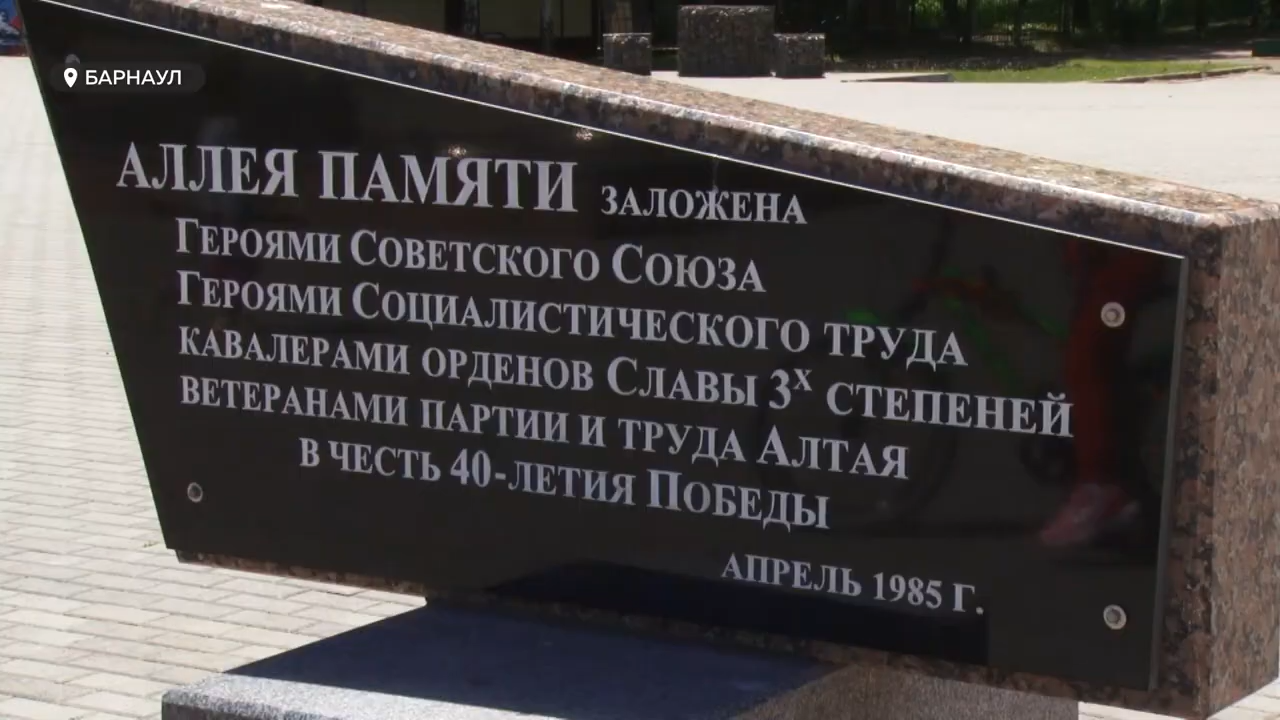 БАРНАУЛ
АЛЛЕЯ ПАМЯТИ ЗАЛОЖЕНА
ГЕРОЯМИ СОВЕТСКОГО СОЮЗА
ГЕРОЯМИ СОЦИАЛИСТИЧЕСКОГО ТРУДА
КАВАЛЕРАМИ ОРДЕНОВ СЛАВЫ 3Х СТЕПЕНЕЙ
ВЕТЕРАНАМИ ПАРТИИ И ТРУДА АЛТАЯ
В ЧЕСТЬ 40-ЛЕТИЯ ПОБЕДЫ
АПРЕЛЬ 1985 Г.